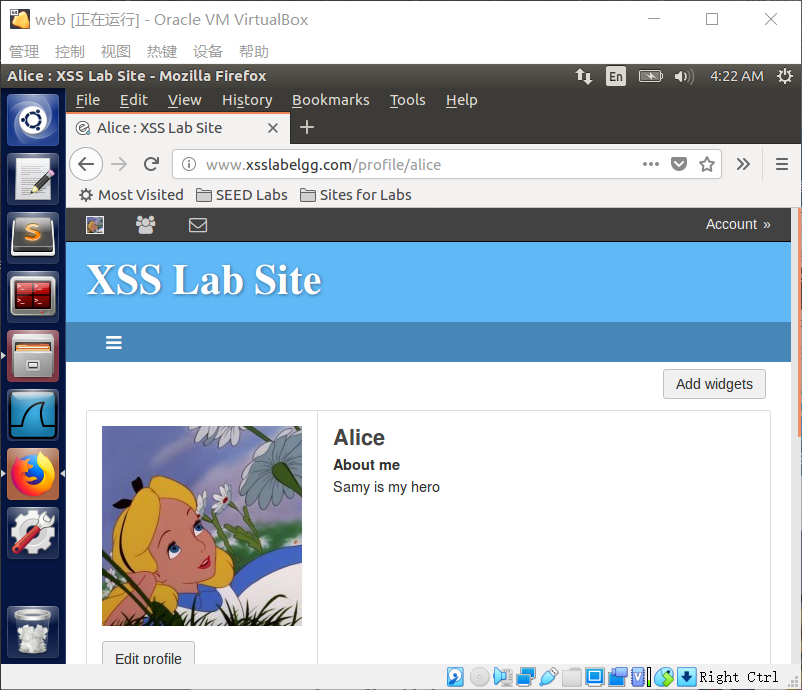 web [正在运行] - Oracle VM VirtualBox
管理 控制 视图 热键 设备 帮助
Alice : XSS Lab Site - Mozilla Firefox En 4:22 AM
File Edit View History Bookmarks Tools Help
Alice : XSS Lab Site
www.xsslabelgg.com/profile/alice
Most Visited SEED Labs Sites for Labs
Account »
XSS Lab Site
Add widgets
Alice
About me
Samy is my hero
Edit profile
Right Ctrl